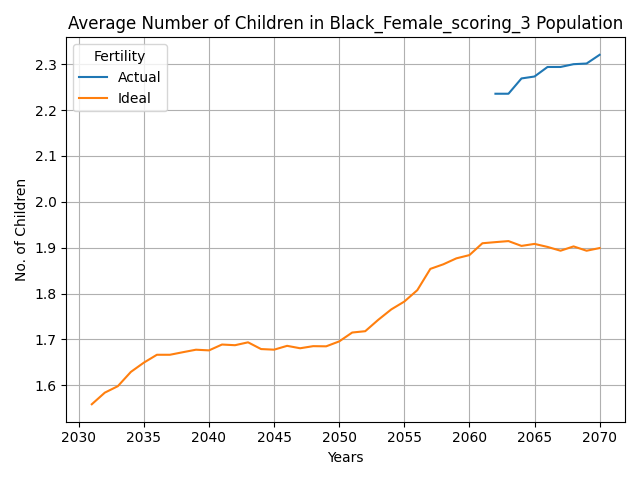 Average Number of Children in Black_Female_scoring_3 Population
Fertility
Actual
Ideal
No. of Children
2.3
2.2
2.1
2.0
1.9
1.8
1.7
1.6
2030 2035 2040 2045 2050 2055 2060 2065 2070
Years